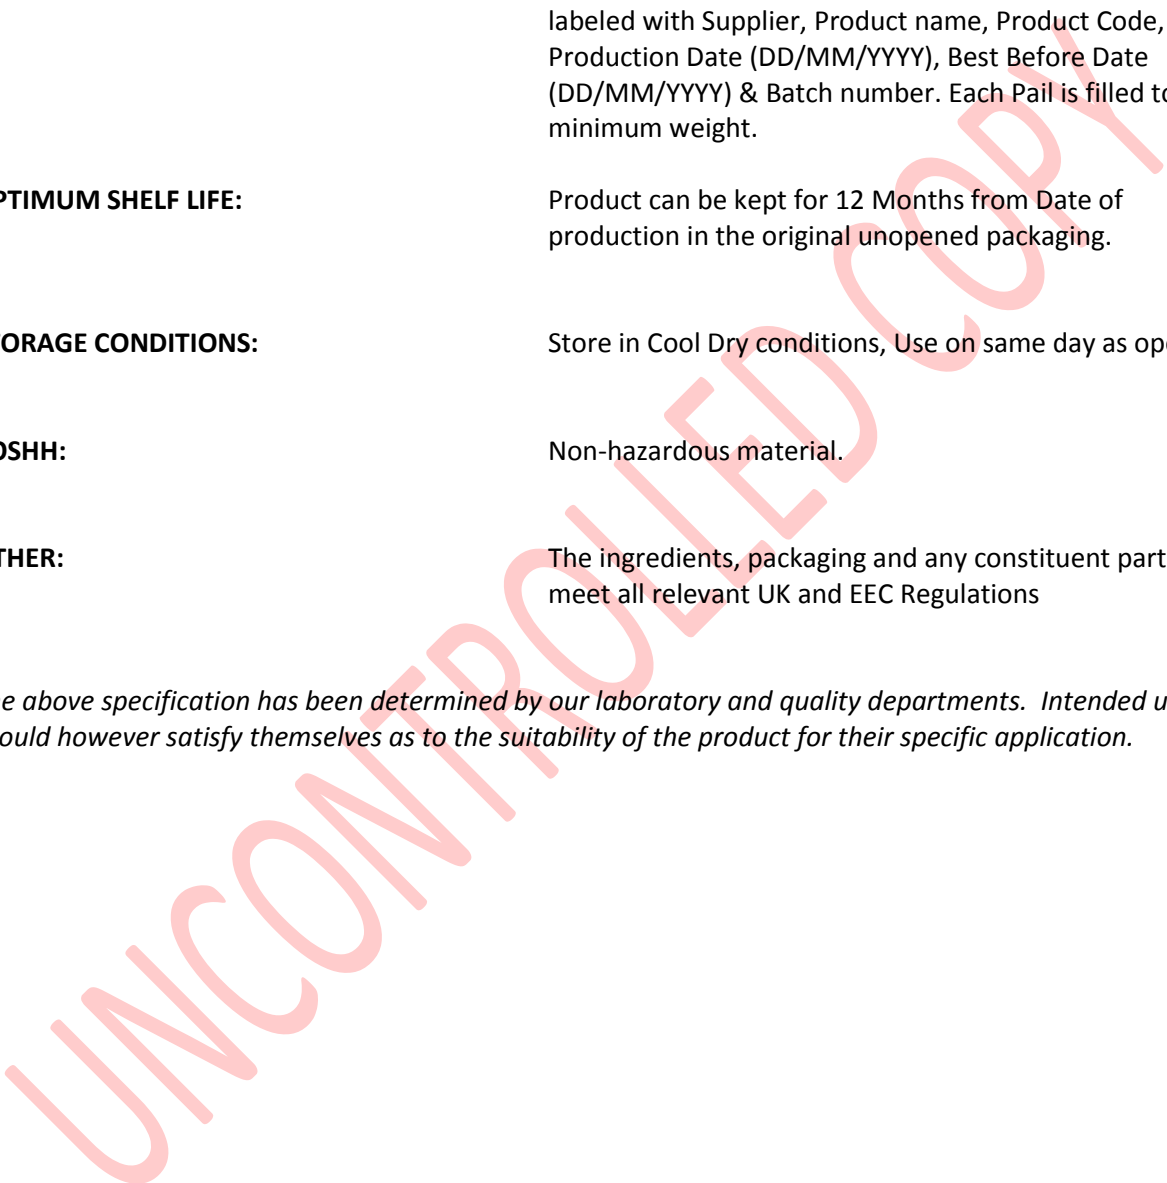 labeled with Supplier, Product name, Product Code,
Production Date (DD/MM/YYYY), Best Before Date
(DD/MM/YYYY) & Batch number. Each Pail is filled to
minimum weight.
PTIMUM SHELF LIFE: Product can be kept for 12 Months from Date of
production in the original unopened packaging.
ORAGE CONDITIONS: Store in Cool Dry conditions, Use on same day as ope
OSHH: Non-hazardous material.
THER: The ingredients, packaging and any constituent part
meet all relevant UK and EEC Regulations
e above specification has been determined by our laboratory and quality departments. Intended u
ould however satisfy themselves as to the suitability of the product for their specific application.
UNCONTROLLED COPY